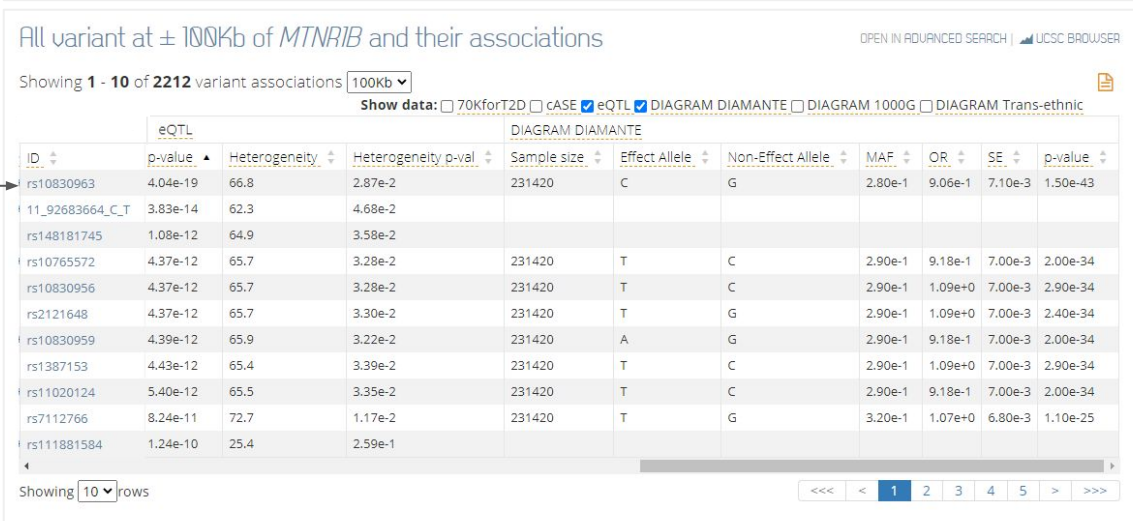 All variant at ± 100Kb of MTNR1B and their associations
OPEN IN ADVANCED SEARCH | UCSC BROWSER
Showing 1 - 10 of 2212 variant associations 100Kb
Show data: 70KforT2D cASE eQTL DIAGRAM DIAMANTE DIAGRAM 1000G DIAGRAM Trans-ethnic
eQTL DIAGRAM DIAMANTE
ID p-value Heterogeneity Heterogeneity p-val Sample size Effect Allele Non-Effect Allele MAF OR SE p-value
rs10830963 4.04e-19 66.8 2.87e-2 231420 C G 2.80e-1 9.06e-1 7.10e-3 1.50e-43
11_92683664_C_T 3.83e-14 62.3 4.68e-2
rs148181745 1.08e-12 64.9 3.58e-2
rs10765572 4.37e-12 65.7 3.28e-2 231420 T C 2.90e-1 9.18e-1 7.00e-3 2.00e-34
rs10830956 4.37e-12 65.7 3.28e-2 231420 T C 2.90e-1 1.09e+0 7.00e-3 2.90e-34
rs2121648 4.37e-12 65.7 3.30e-2 231420 T G 2.90e-1 1.09e+0 7.00e-3 2.40e-34
rs10830959 4.39e-12 65.9 3.22e-2 231420 A G 2.90e-1 9.18e-1 7.00e-3 2.00e-34
rs1387153 4.43e-12 65.4 3.39e-2 231420 T C 2.90e-1 1.09e+0 7.00e-3 2.90e-34
rs11020124 5.40e-12 65.5 3.35e-2 231420 T C 2.90e-1 9.18e-1 7.00e-3 2.00e-34
rs7112766 8.24e-11 72.7 1.17e-2 231420 T G 3.20e-1 1.07e+0 6.80e-3 1.10e-25
rs111881584 1.24e-10 25.4 2.59e-1
Showing 10 rows
<<< < 1 2 3 4 5 > >>>